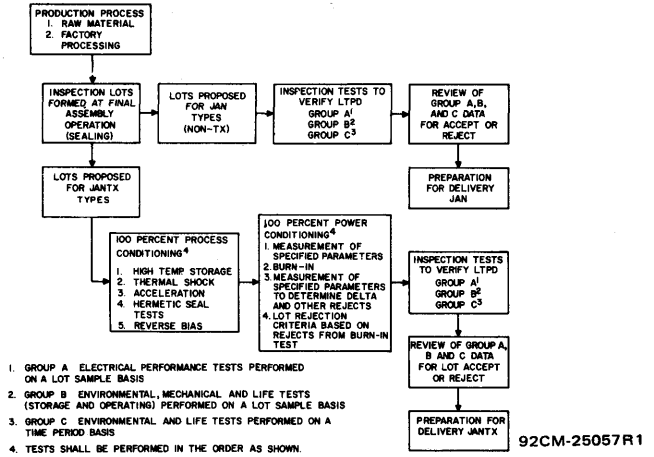 PRODUCTION PROCESS
1. RAW MATERIAL
2. FACTORY
PROCESSING
INSPECTION LOTS
FORMED AT FINAL
ASSEMBLY
OPERATION
(SEALING)
LOTS PROPOSED
FOR JAN
TYPES
(NON-TX)
INSPECTION TESTS TO
VERIFY LTPD
GROUP A1
GROUP B2
GROUP C3
REVIEW OF
GROUP A,B,
AND C DATA
FOR ACCEPT OR
REJECT
PREPARATION
FOR DELIVERY
JAN
LOTS PROPOSED
FOR JANTX
TYPES
100 PERCENT PROCESS
CONDITIONING4
1. HIGH TEMP STORAGE
2. THERMAL SHOCK
3. ACCELERATION
4. HERMETIC SEAL
TESTS
5. REVERSE BIAS
100 PERCENT POWER
CONDITIONING4
1. MEASUREMENT OF
SPECIFIED PARAMETERS
2. BURN-IN
3. MEASUREMENT OF
SPECIFIED PARAMETERS
TO DETERMINE DELTA
AND OTHER REJECTS
4. LOT REJECTION
CRITERIA BASED ON
REJECTS FROM BURN-IN
TEST
INSPECTION TESTS
TO VERIFY LTPD
GROUP A1
GROUP B2
GROUP C3
REVIEW OF GROUP A,
B AND C DATA
FOR LOT ACCEPT
OR REJECT
PREPARATION FOR
DELIVERY JANTX
1. GROUP A ELECTRICAL PERFORMANCE TESTS PERFORMED
ON A LOT SAMPLE BASIS
2. GROUP B ENVIRONMENTAL, MECHANICAL AND LIFE TESTS
(STORAGE AND OPERATING) PERFORMED ON A LOT SAMPLE BASIS
3. GROUP C ENVIRONMENTAL AND LIFE TESTS PERFORMED ON A
TIME PERIOD BASIS
4. TESTS SHALL BE PERFORMED IN THE ORDER AS SHOWN.
92CM-25057R1